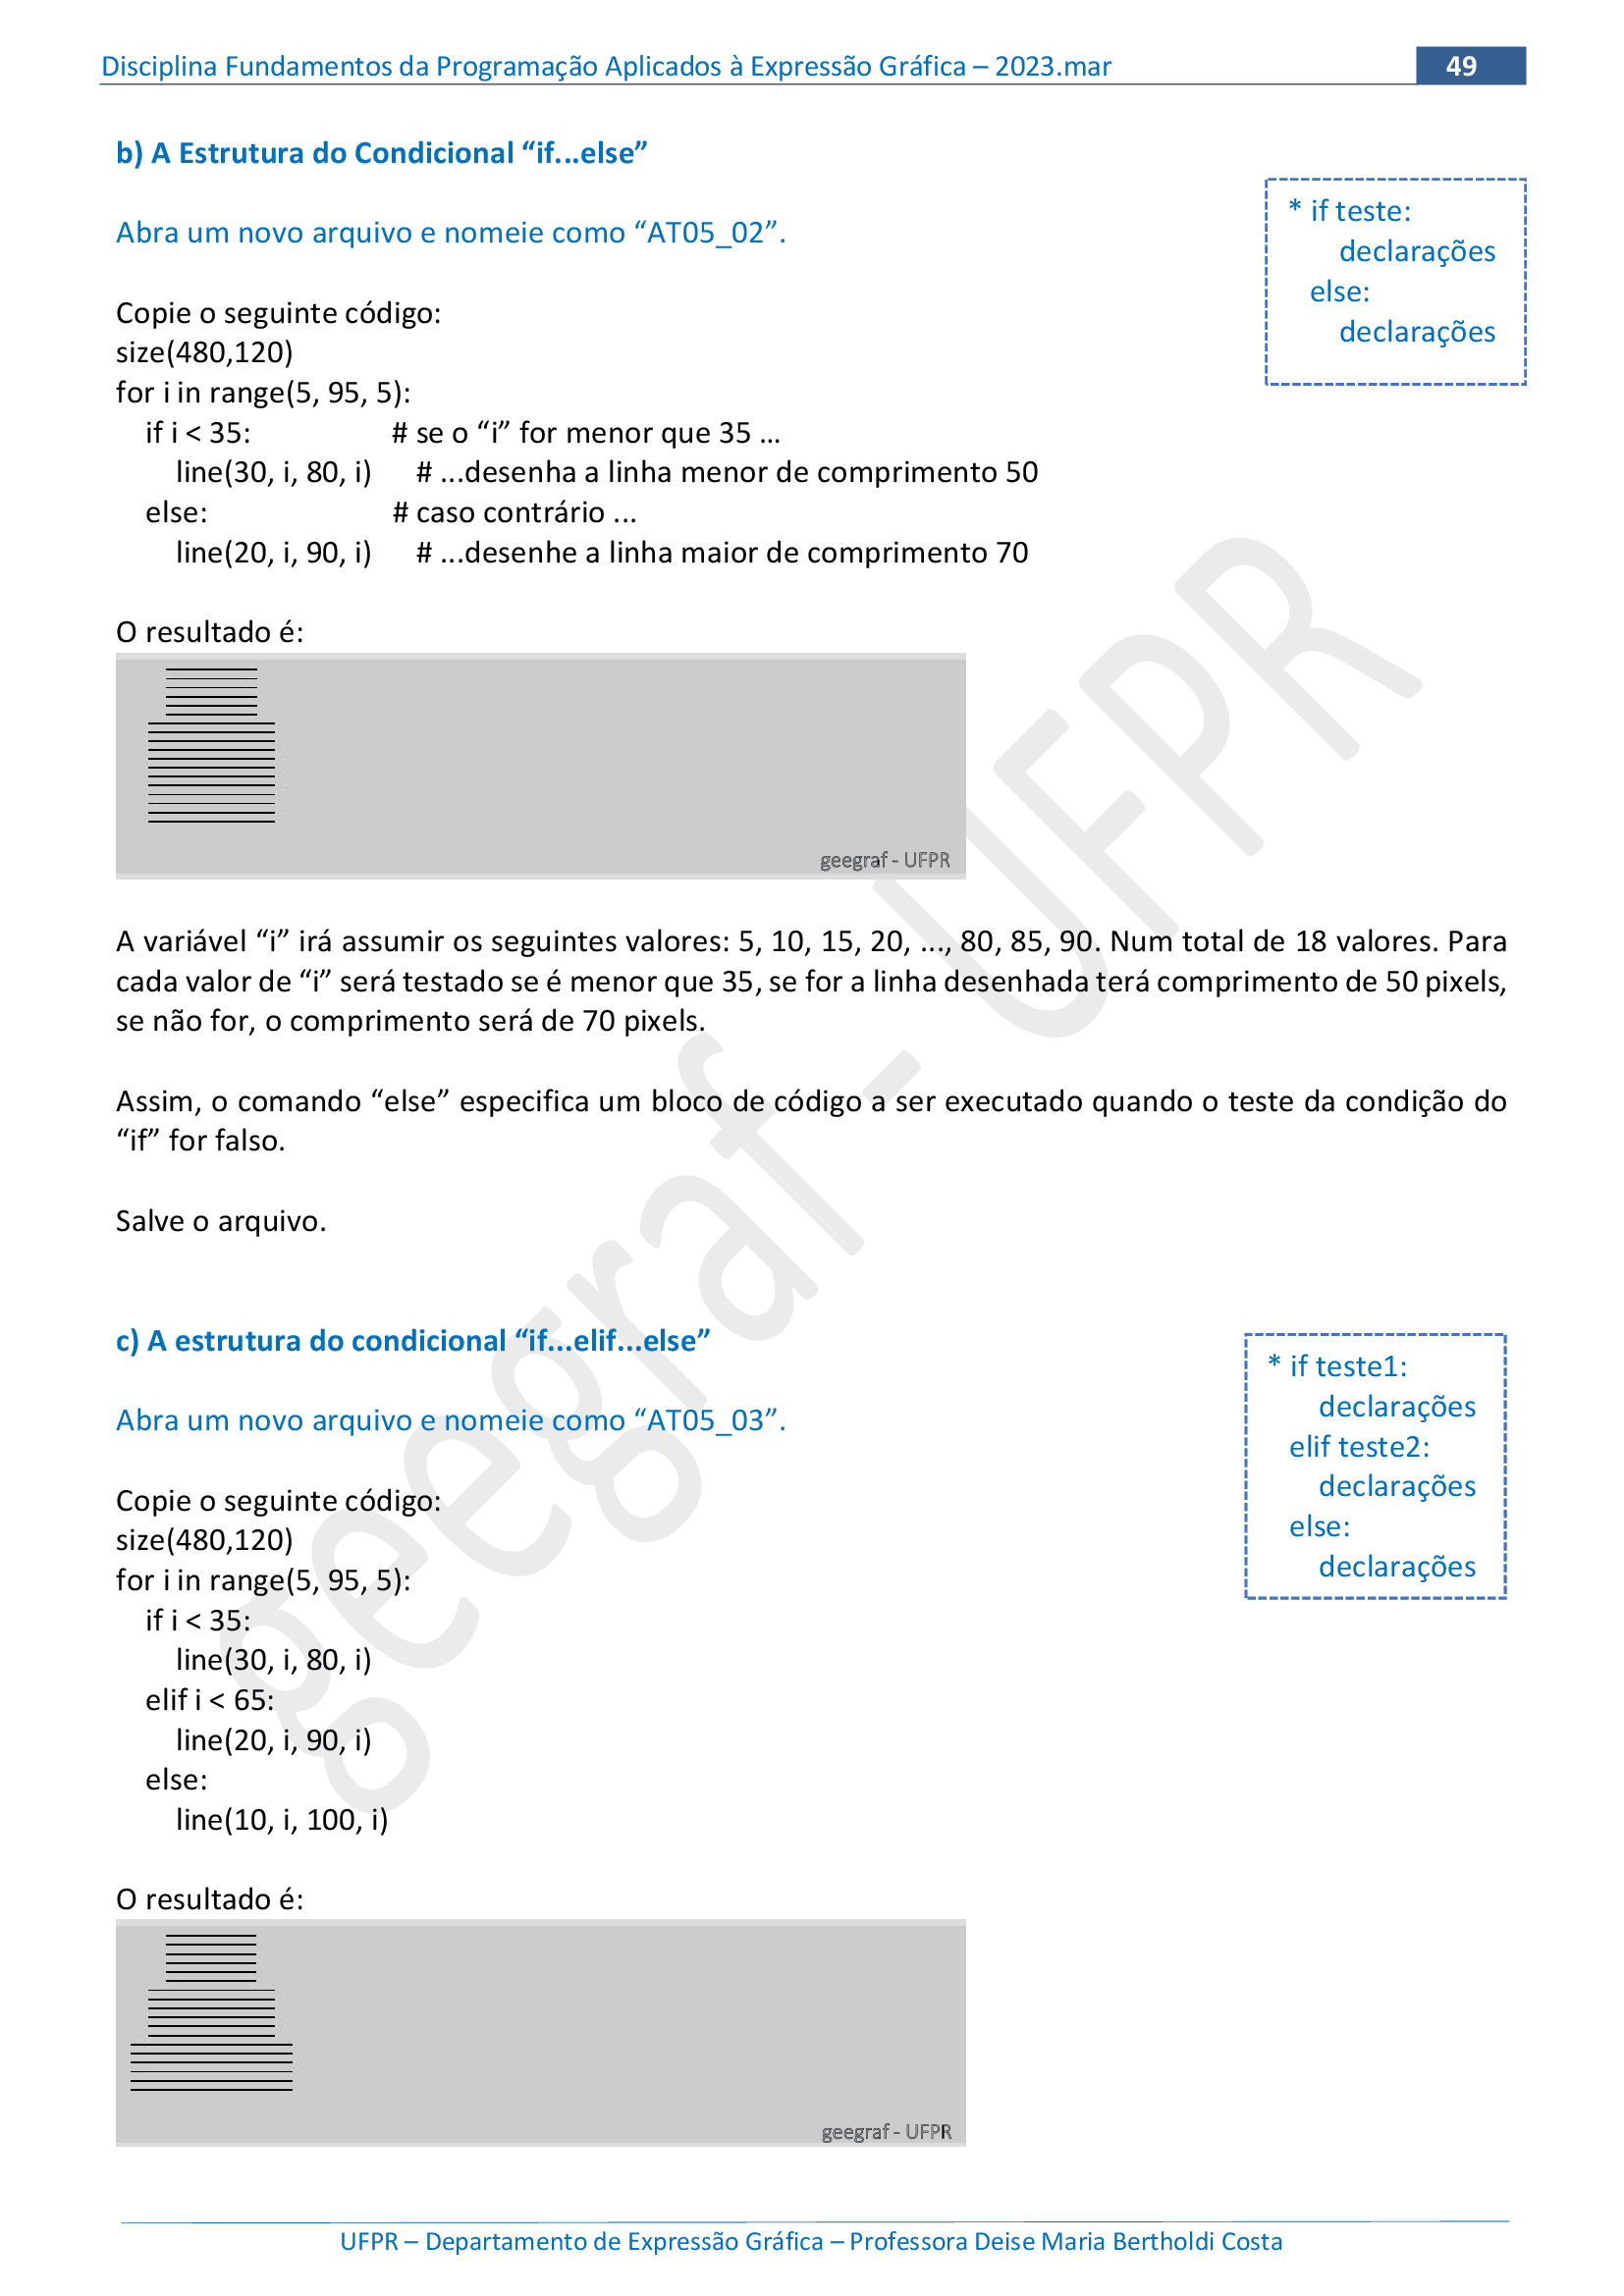 Disciplina Fundamentos da Programação Aplicados à Expressão Gráfica – 2023.mar
49
b) A Estrutura do Condicional “if...else”
Abra um novo arquivo e nomeie como “AT05_02”.
* if teste:
declarações
else:
declarações
Copie o seguinte código:
size(480,120)
for i in range(5, 95, 5):
if i < 35: # se o “i” for menor que 35 ...
line(30, i, 80, i) # ...desenha a linha menor de comprimento 50
else: # caso contrário ...
line(20, i, 90, i) # ...desenhe a linha maior de comprimento 70
O resultado é:
geegraf - UFPR
A variável “i” irá assumir os seguintes valores: 5, 10, 15, 20, ..., 80, 85, 90. Num total de 18 valores. Para
cada valor de “i” será testado se é menor que 35, se for a linha desenhada terá comprimento de 50 pixels,
se não for, o comprimento será de 70 pixels.
Assim, o comando “else” especifica um bloco de código a ser executado quando o teste da condição do
“if” for falso.
Salve o arquivo.
c) A estrutura do condicional “if...elif...else”
Abra um novo arquivo e nomeie como “AT05_03”.
* if teste1:
declarações
elif teste2:
declarações
else:
declarações
Copie o seguinte código:
size(480,120)
for i in range(5, 95, 5):
if i < 35:
line(30, i, 80, i)
elif i < 65:
line(20, i, 90, i)
else:
line(10, i, 100, i)
O resultado é:
geegraf - UFPR
geegraf - UFPR
UFPR – Departamento de Expressão Gráfica – Professora Deise Maria Bertholdi Costa